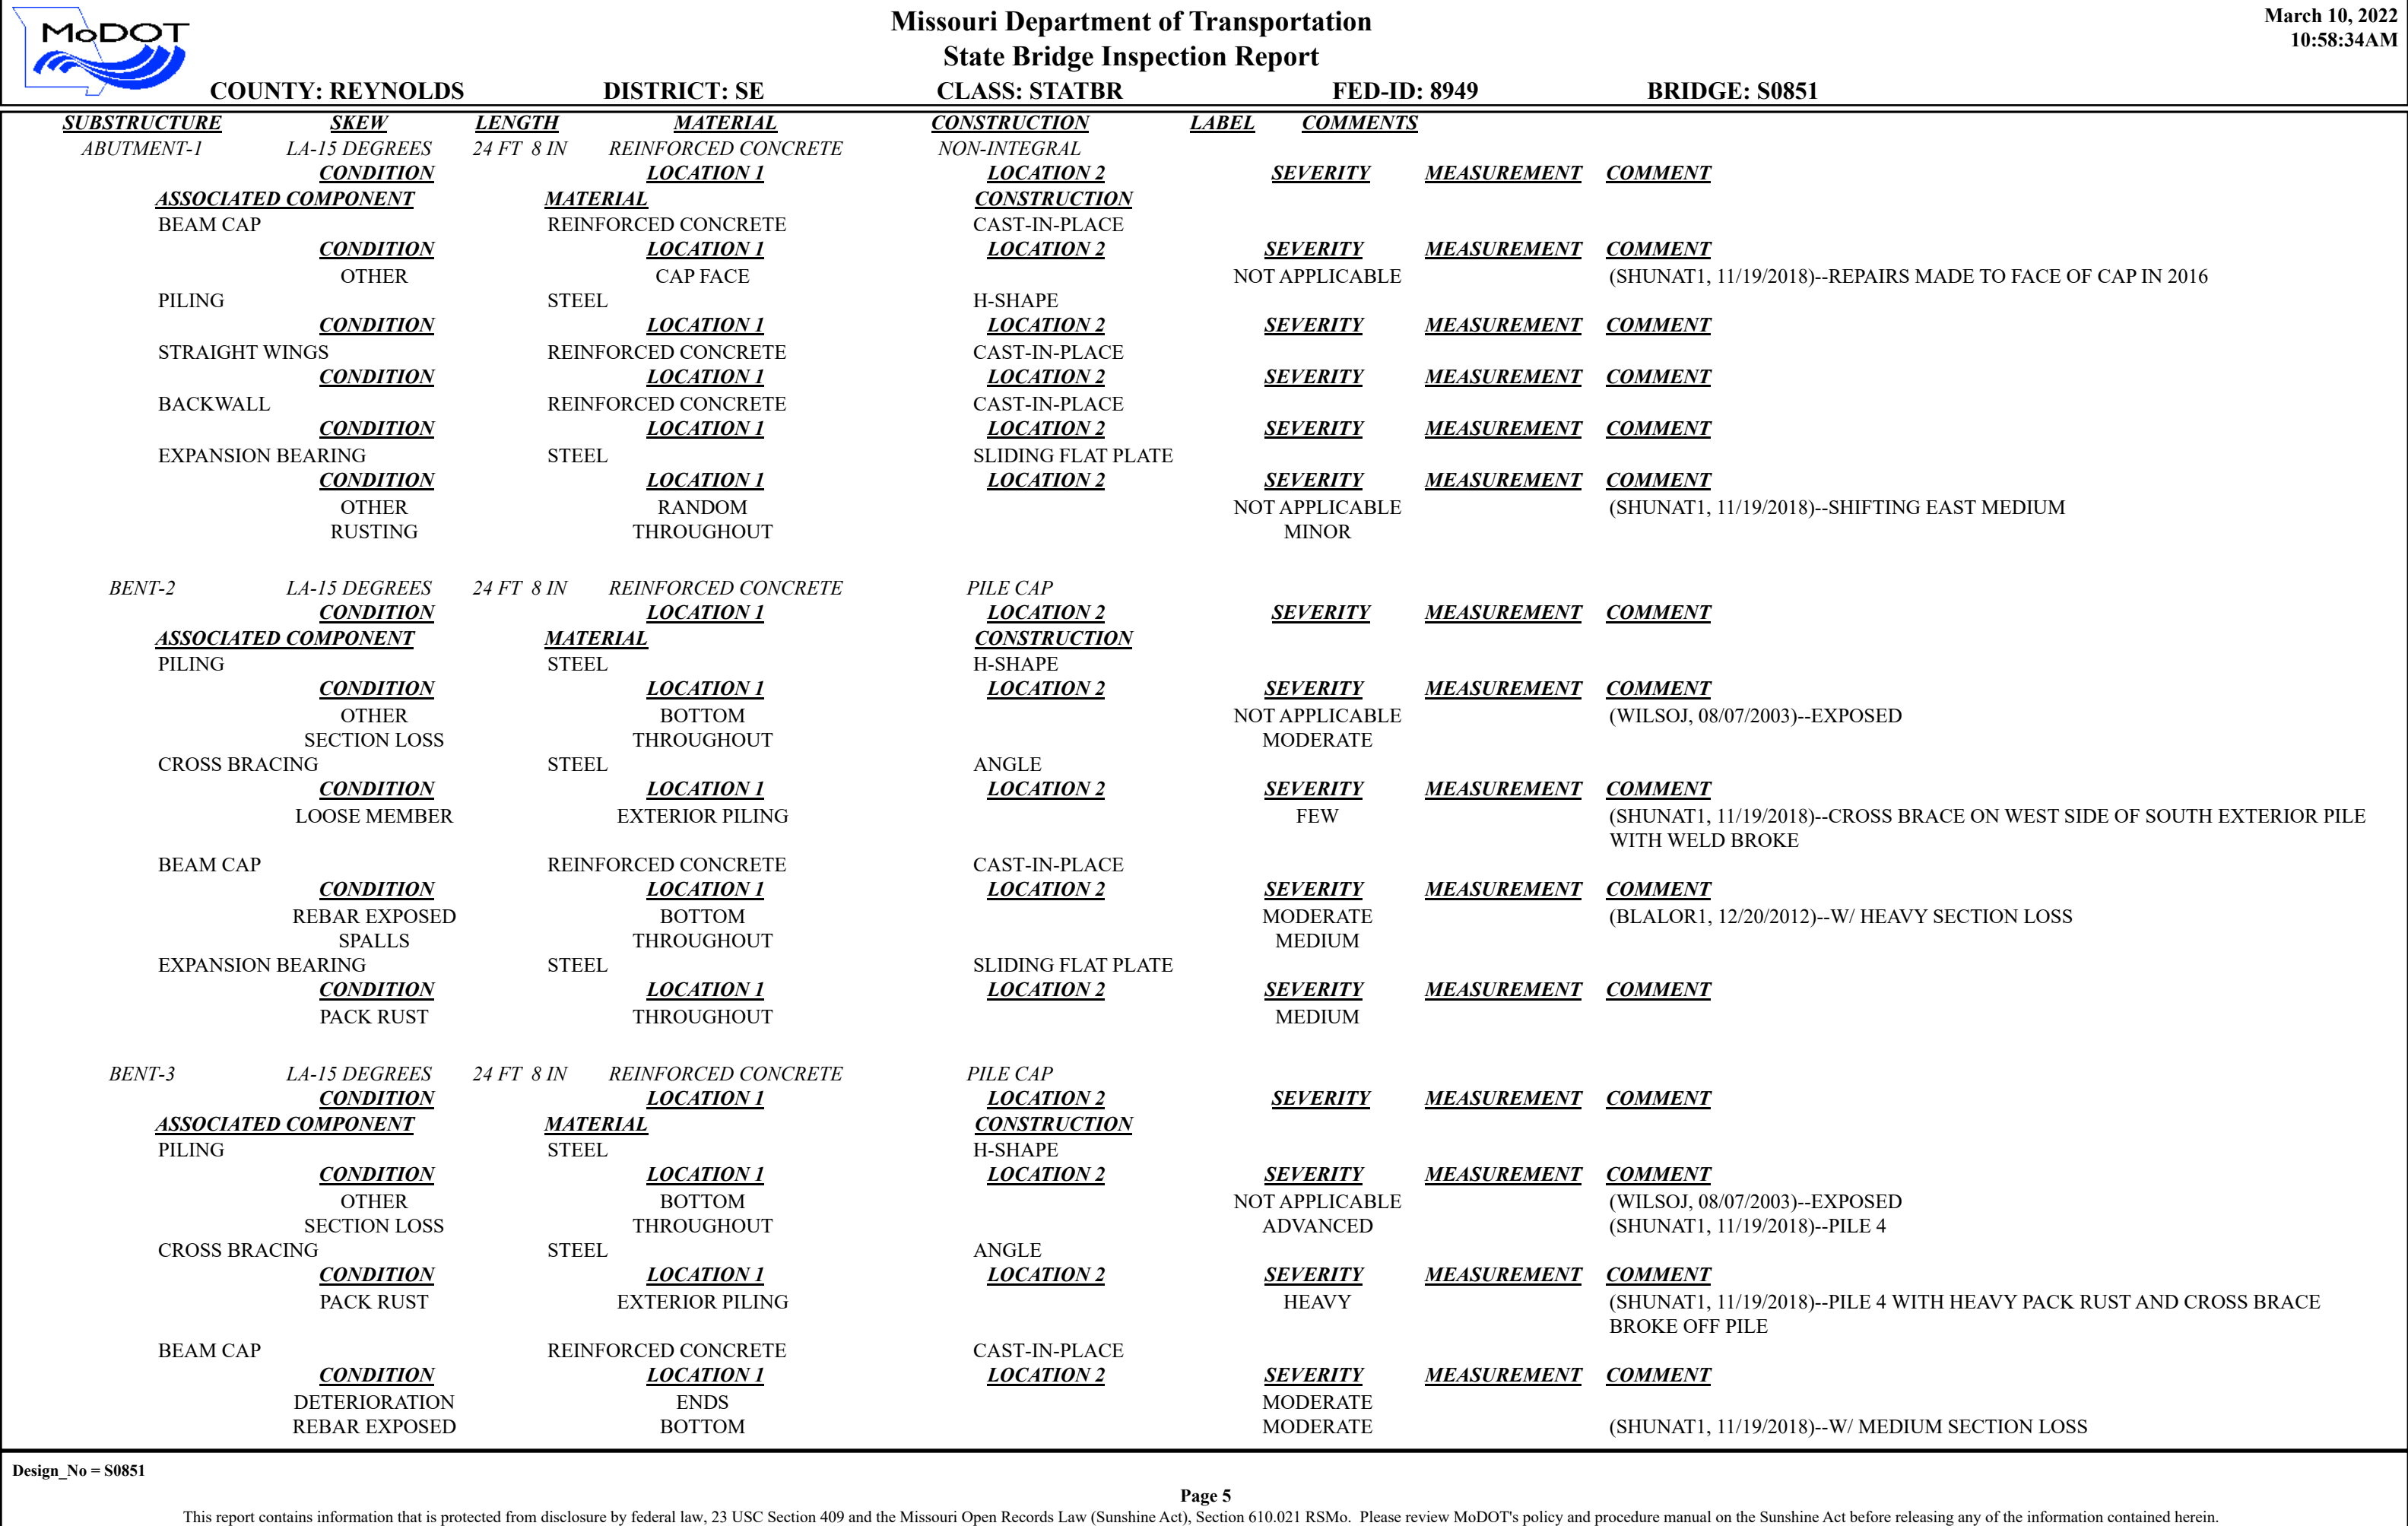 MoDOT
Missouri Department of Transportation
State Bridge Inspection Report
March 10, 2022
10:58:34AM
COUNTY: REYNOLDS DISTRICT: SE CLASS: STATBR FED-ID: 8949 BRIDGE: S0851
SUBSTRUCTURE SKEW LENGTH MATERIAL CONSTRUCTION LABEL COMMENTS
ABUTMENT-1 LA-15 DEGREES 24 FT 8 IN REINFORCED CONCRETE NON-INTEGRAL
CONDITION LOCATION 1 LOCATION 2 SEVERITY MEASUREMENT COMMENT
ASSOCIATED COMPONENT MATERIAL CONSTRUCTION
BEAM CAP REINFORCED CONCRETE CAST-IN-PLACE
CONDITION LOCATION 1 LOCATION 2 SEVERITY MEASUREMENT COMMENT
OTHER CAP FACE NOT APPLICABLE (SHUNAT1, 11/19/2018)--REPAIRS MADE TO FACE OF CAP IN 2016
PILING STEEL H-SHAPE
CONDITION LOCATION 1 LOCATION 2 SEVERITY MEASUREMENT COMMENT
STRAIGHT WINGS REINFORCED CONCRETE CAST-IN-PLACE
CONDITION LOCATION 1 LOCATION 2 SEVERITY MEASUREMENT COMMENT
BACKWALL REINFORCED CONCRETE CAST-IN-PLACE
CONDITION LOCATION 1 LOCATION 2 SEVERITY MEASUREMENT COMMENT
EXPANSION BEARING STEEL SLIDING FLAT PLATE
CONDITION LOCATION 1 LOCATION 2 SEVERITY MEASUREMENT COMMENT
OTHER RANDOM NOT APPLICABLE (SHUNAT1, 11/19/2018)--SHIFTING EAST MEDIUM
RUSTING THROUGHOUT MINOR
BENT-2 LA-15 DEGREES 24 FT 8 IN REINFORCED CONCRETE PILE CAP
CONDITION LOCATION 1 LOCATION 2 SEVERITY MEASUREMENT COMMENT
ASSOCIATED COMPONENT MATERIAL CONSTRUCTION
PILING STEEL H-SHAPE
CONDITION LOCATION 1 LOCATION 2 SEVERITY MEASUREMENT COMMENT
OTHER BOTTOM NOT APPLICABLE (WILSOJ, 08/07/2003)--EXPOSED
SECTION LOSS THROUGHOUT MODERATE
CROSS BRACING STEEL ANGLE
CONDITION LOCATION 1 LOCATION 2 SEVERITY MEASUREMENT COMMENT
LOOSE MEMBER EXTERIOR PILING FEW (SHUNAT1, 11/19/2018)--CROSS BRACE ON WEST SIDE OF SOUTH EXTERIOR PILE
WITH WELD BROKE
BEAM CAP REINFORCED CONCRETE CAST-IN-PLACE
CONDITION LOCATION 1 LOCATION 2 SEVERITY MEASUREMENT COMMENT
REBAR EXPOSED BOTTOM MODERATE (BLALOR1, 12/20/2012)--W/ HEAVY SECTION LOSS
SPALLS THROUGHOUT MEDIUM
EXPANSION BEARING STEEL SLIDING FLAT PLATE
CONDITION LOCATION 1 LOCATION 2 SEVERITY MEASUREMENT COMMENT
PACK RUST THROUGHOUT MEDIUM
BENT-3 LA-15 DEGREES 24 FT 8 IN REINFORCED CONCRETE PILE CAP
CONDITION LOCATION 1 LOCATION 2 SEVERITY MEASUREMENT COMMENT
ASSOCIATED COMPONENT MATERIAL CONSTRUCTION
PILING STEEL H-SHAPE
CONDITION LOCATION 1 LOCATION 2 SEVERITY MEASUREMENT COMMENT
OTHER BOTTOM NOT APPLICABLE (WILSOJ, 08/07/2003)--EXPOSED
SECTION LOSS THROUGHOUT ADVANCED (SHUNAT1, 11/19/2018)--PILE 4
CROSS BRACING STEEL ANGLE
CONDITION LOCATION 1 LOCATION 2 SEVERITY MEASUREMENT COMMENT
PACK RUST EXTERIOR PILING HEAVY (SHUNAT1, 11/19/2018)--PILE 4 WITH HEAVY PACK RUST AND CROSS BRACE
BROKE OFF PILE
BEAM CAP REINFORCED CONCRETE CAST-IN-PLACE
CONDITION LOCATION 1 LOCATION 2 SEVERITY MEASUREMENT COMMENT
DETERIORATION ENDS MODERATE
REBAR EXPOSED BOTTOM MODERATE (SHUNAT1, 11/19/2018)--W/ MEDIUM SECTION LOSS
Design_No = S0851
Page 5
This report contains information that is protected from disclosure by federal law, 23 USC Section 409 and the Missouri Open Records Law (Sunshine Act), Section 610.021 RSMo. Please review MoDOT's policy and procedure manual on the Sunshine Act before releasing any of the information contained herein.